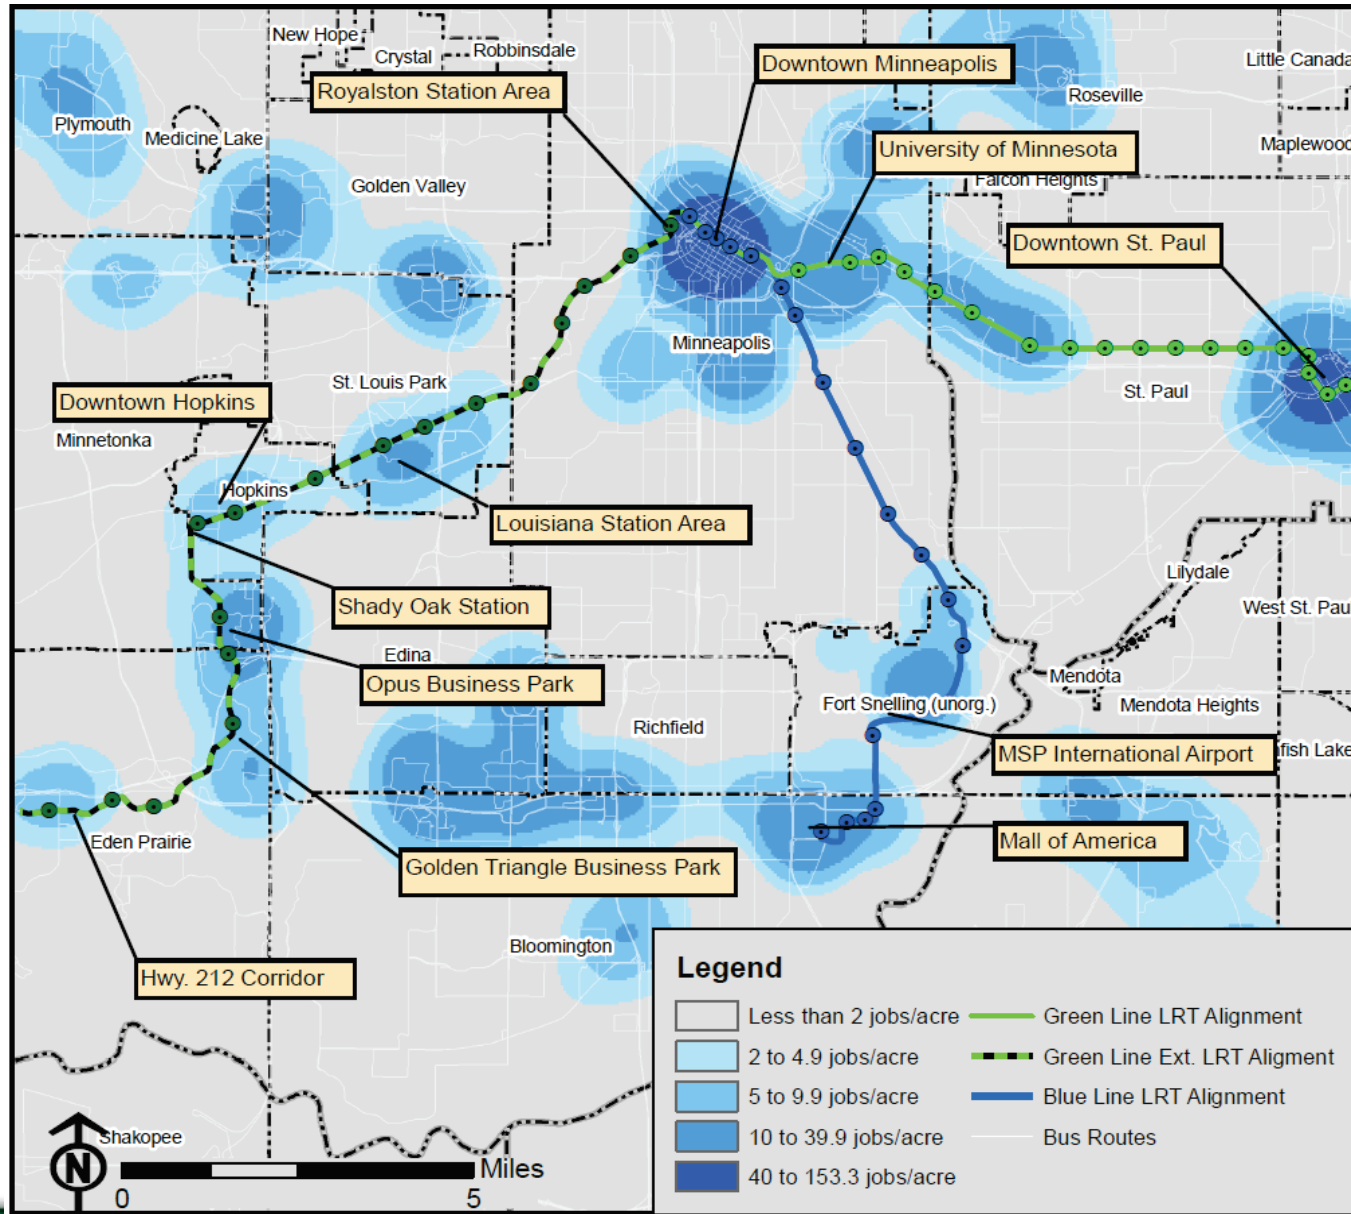 New Hope
Crystal
Robbinsdale
Downtown Minneapolis
Little Canada
Royalston Station Area
Roseville
Plymouth
Medicine Lake
University of Minnesota
Maplewood
Golden Valley
Falcon Heights
Downtown St. Paul
Minneapolis
St. Louis Park
St. Paul
Downtown Hopkins
Minnetonka
Hopkins
Louisiana Station Area
Lilydale
Shady Oak Station
West St. Paul
Edina
Opus Business Park
Mendota
Fort Snelling (unorg.)
Mendota Heights
Richfield
MSP International Airport
fish Lake
Eden Prairie
Mall of America
Golden Triangle Business Park
Bloomington
Hwy. 212 Corridor
Legend
Less than 2 jobs/acre
2 to 4.9 jobs/acre
5 to 9.9 jobs/acre
10 to 39.9 jobs/acre
40 to 153.3 jobs/acre
Green Line LRT Alignment
Green Line Ext. LRT Aligment
Blue Line LRT Alignment
Bus Routes
Shakopee
N
Miles
0 5